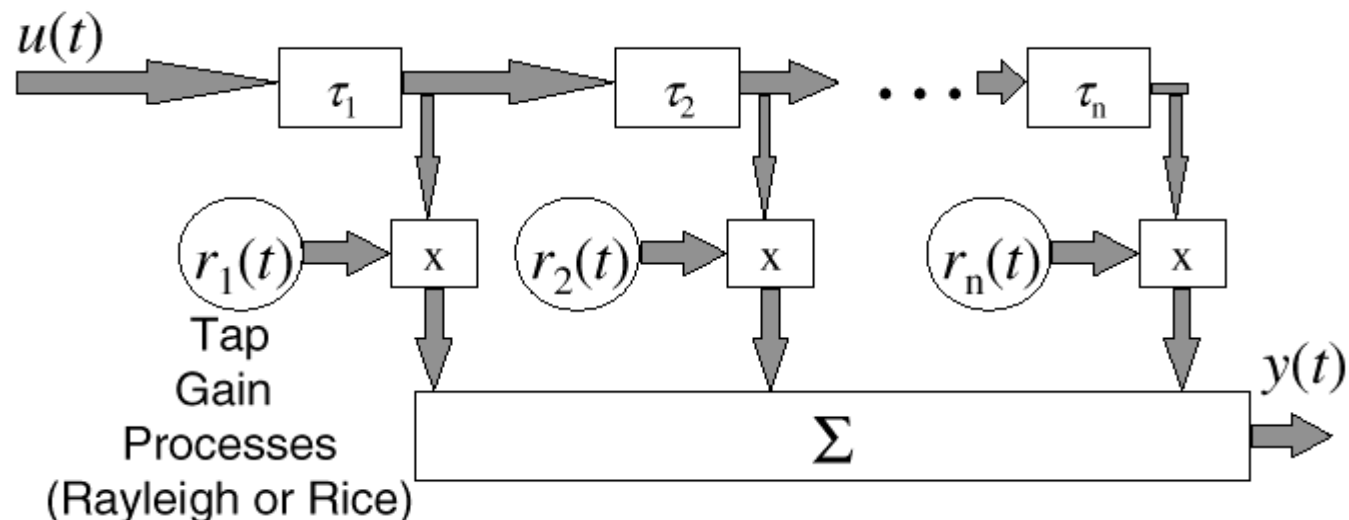 u(t)
τ₁ τ₂ ... τₙ
r₁(t) x r₂(t) x rₙ(t) x
Tap
Gain
Processes
(Rayleigh or Rice)
Σ
y(t)